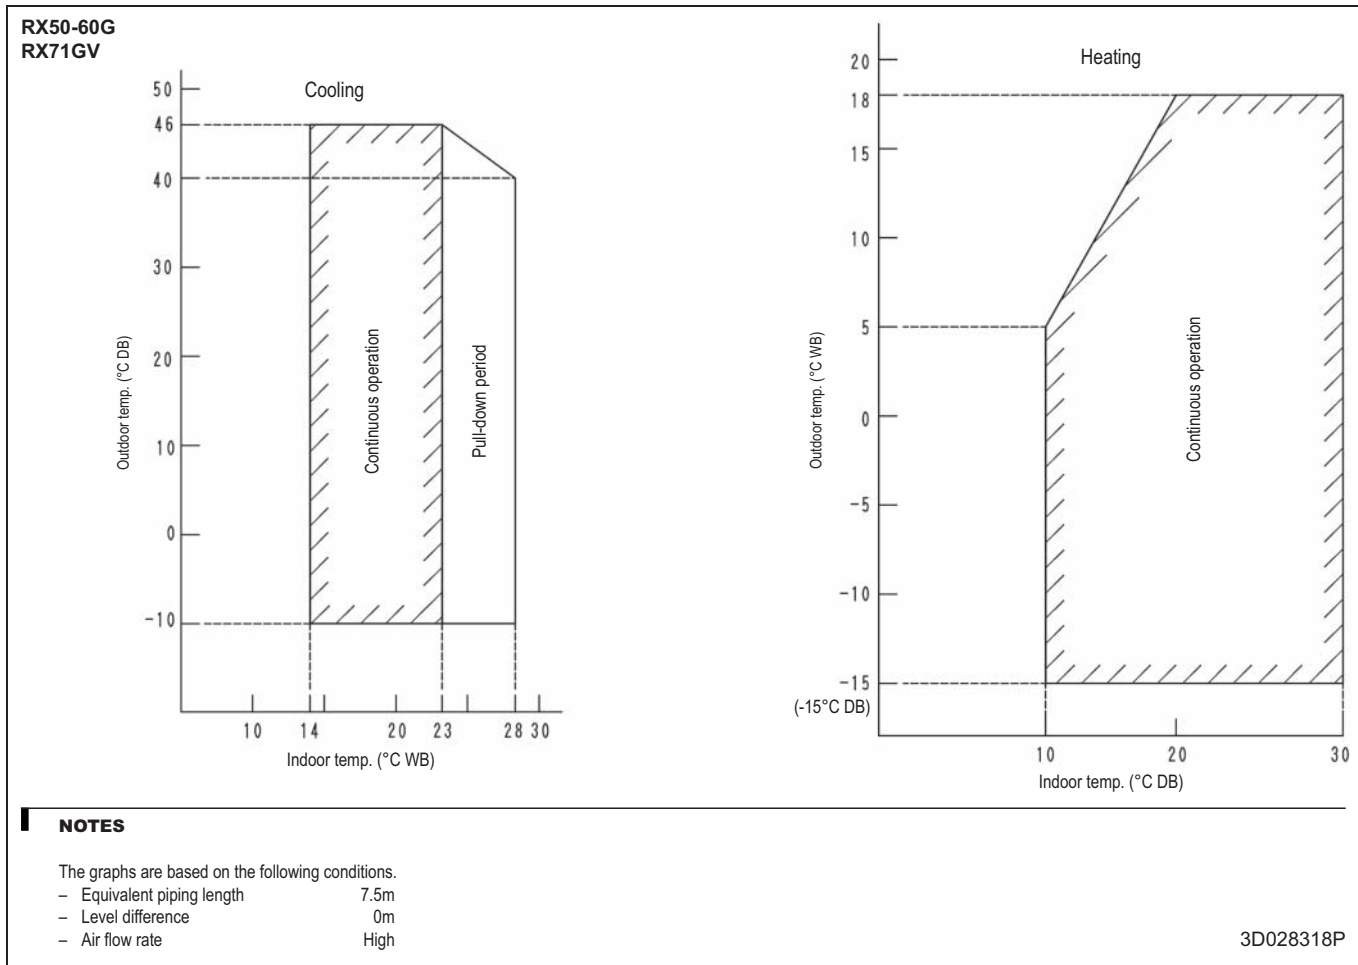 RX50-60G
RX71GV
Cooling
50
46
40
30
20
10
0
-10
Outdoor temp. (°C DB)
Continuous operation
Pull-down period
10 14 20 23 28 30
Indoor temp. (°C WB)
Heating
20
18
15
10
5
0
-5
-10
-15
(-15°C DB)
Outdoor temp. (°C WB)
Continuous operation
10 20 30
Indoor temp. (°C DB)
NOTES
The graphs are based on the following conditions.
– Equivalent piping length 7.5m
– Level difference 0m
– Air flow rate High
3D028318P